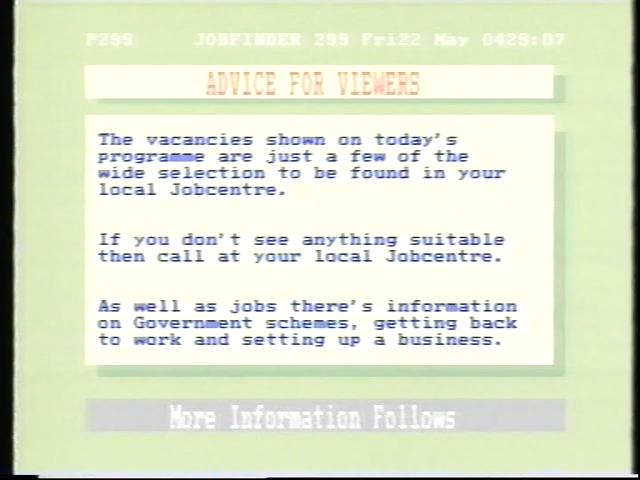 P299 JOBFINDER 299 Fri22 May 0429:07
ADVICE FOR VIEWERS
The vacancies shown on today's
programme are just a few of the
wide selection to be found in your
local Jobcentre.
If you don't see anything suitable
then call at your local Jobcentre.
As well as jobs there's information
on Government schemes, getting back
to work and setting up a business.
More Information Follows